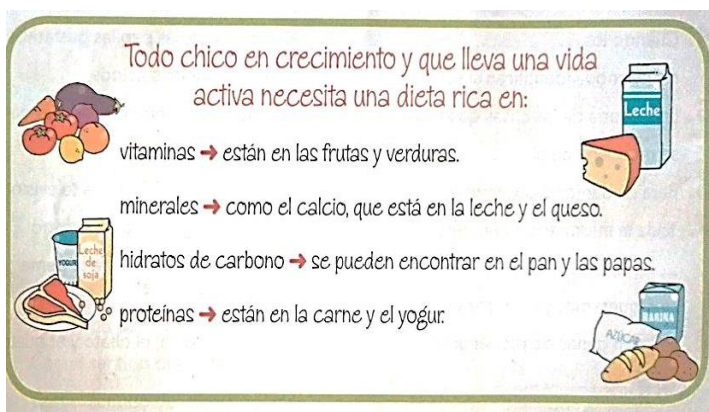 Todo chico en crecimiento y que lleva una vida
activa necesita una dieta rica en:
Leche
vitaminas → están en las frutas y verduras.
minerales → como el calcio, que está en la leche y el queso.
YOGUR
Leche
de
soja
hidratos de carbono → se pueden encontrar en el pan y las papas.
proteínas → están en la carne y el yogur.
HARINA
AZÚCAR